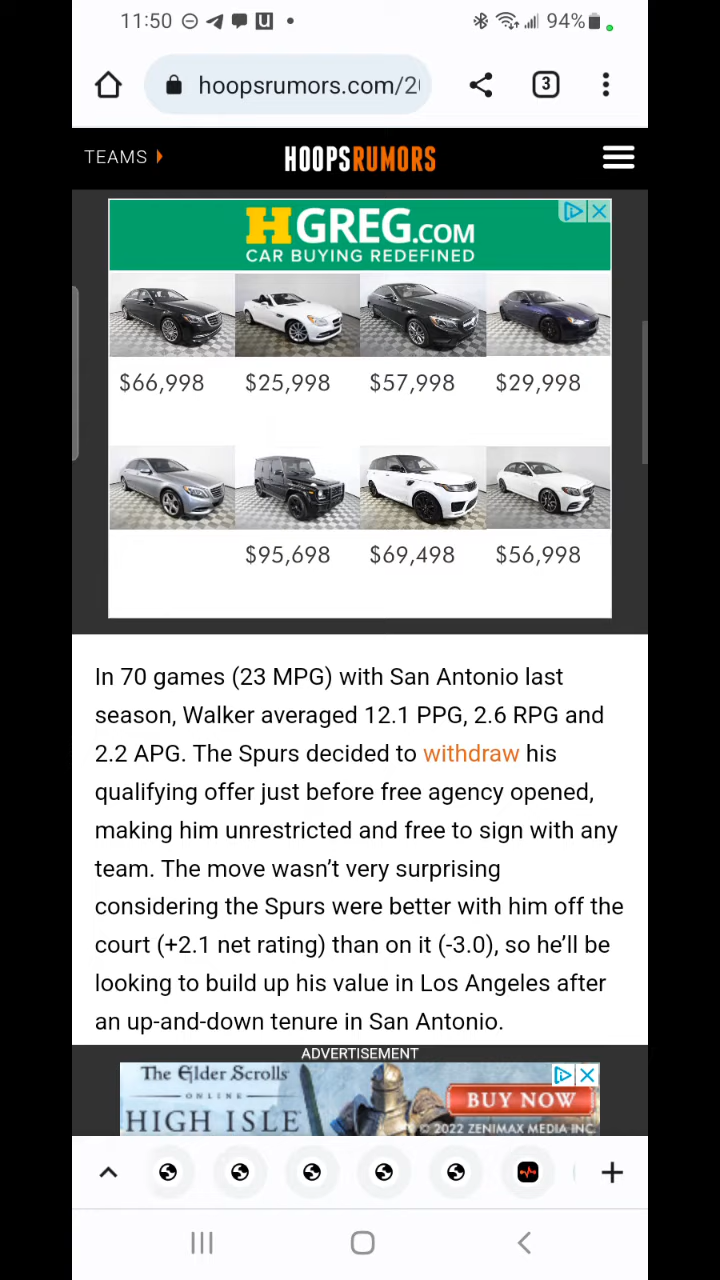 11:50
94%
hoopsrumors.com/2
3
TEAMS
HOOPSRUMORS
HGREG.COM
CAR BUYING REDEFINED
$66,998 $25,998 $57,998 $29,998
$95,698 $69,498 $56,998
In 70 games (23 MPG) with San Antonio last
season, Walker averaged 12.1 PPG, 2.6 RPG and
2.2 APG. The Spurs decided to withdraw his
qualifying offer just before free agency opened,
making him unrestricted and free to sign with any
team. The move wasn’t very surprising
considering the Spurs were better with him off the
court (+2.1 net rating) than on it (-3.0), so he’ll be
looking to build up his value in Los Angeles after
an up-and-down tenure in San Antonio.
ADVERTISEMENT
The Elder Scrolls
ONLINE
HIGH ISLE
BUY NOW
© 2022 ZENIMAX MEDIA INC.